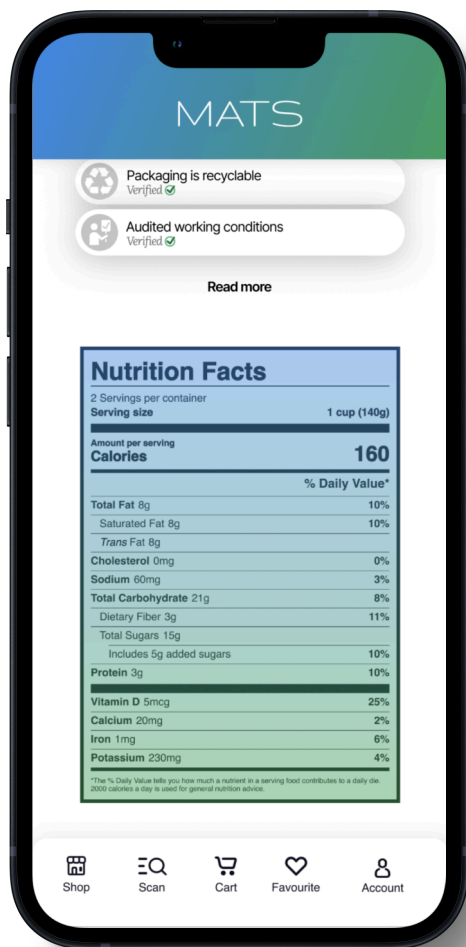 MATS
Packaging is recyclable
Verified
Audited working conditions
Verified
Read more
Nutrition Facts
2 Servings per container
Serving size 1 cup (140g)
Amount per serving
Calories 160
% Daily Value*
Total Fat 8g 10%
Saturated Fat 8g 10%
Trans Fat 8g
Cholesterol 0mg 0%
Sodium 60mg 3%
Total Carbohydrate 21g 8%
Dietary Fiber 3g 11%
Total Sugars 15g
Includes 5g added sugars 10%
Protein 3g 10%
Vitamin D 5mcg 25%
Calcium 20mg 2%
Iron 1mg 6%
Potassium 230mg 4%
*The % Daily Value tells you how much a nutrient in a serving food contributes to a daily die.
2000 calories a day is used for general nutrition advice.
Shop Scan Cart Favourite Account